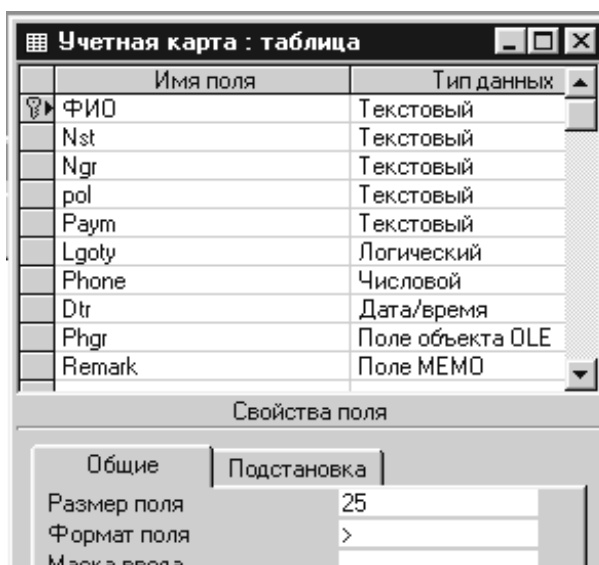 Учетная карта : таблица
Имя поля Тип данных
ФИО Текстовый
Nst Текстовый
Ngr Текстовый
pol Текстовый
Paym Текстовый
Lgoty Логический
Phone Числовой
Dtr Дата/время
Phgr Поле объекта OLE
Remark Поле MEMO
Свойства поля
Общие Подстановка
Размер поля 25
Формат поля >
Маска ввода